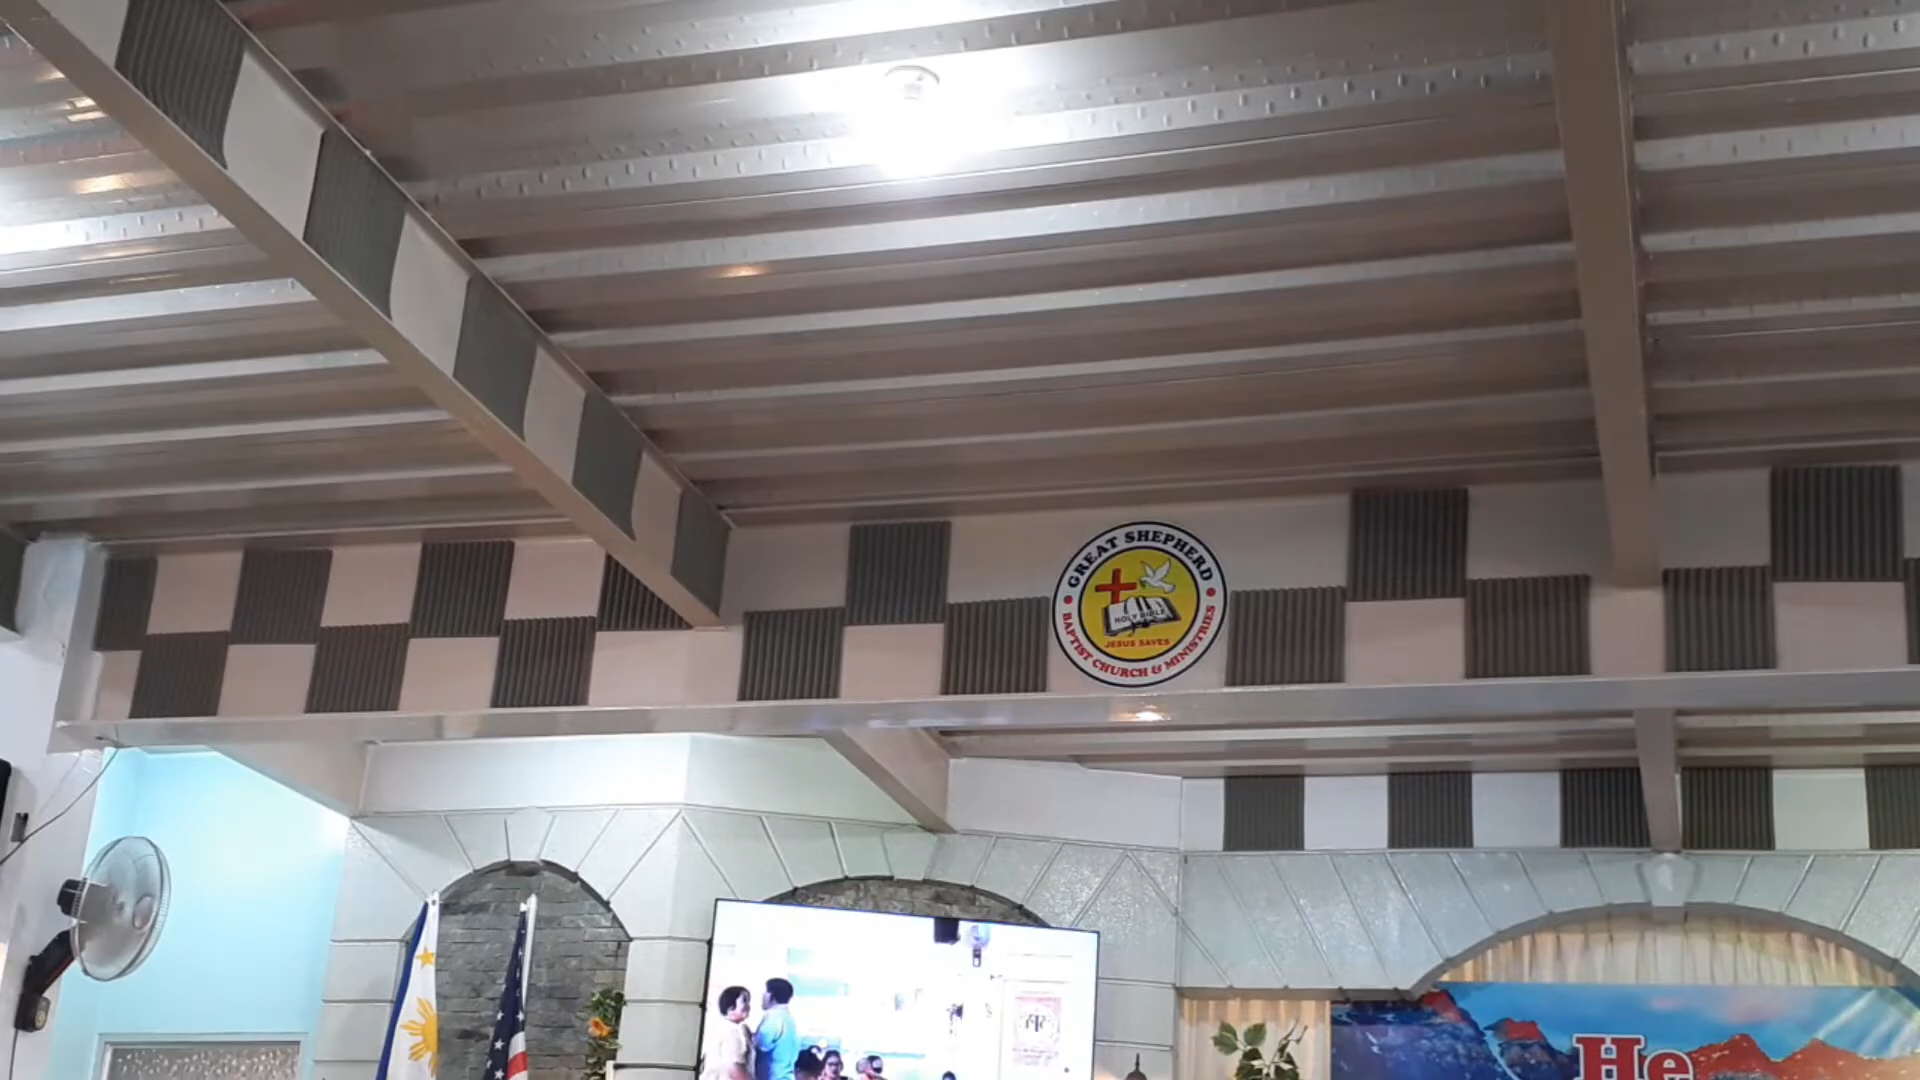 GREAT SHEPHERD
HOLY BIBLE
JESUS SAVES
BAPTIST CHURCH & MINISTRIES
He